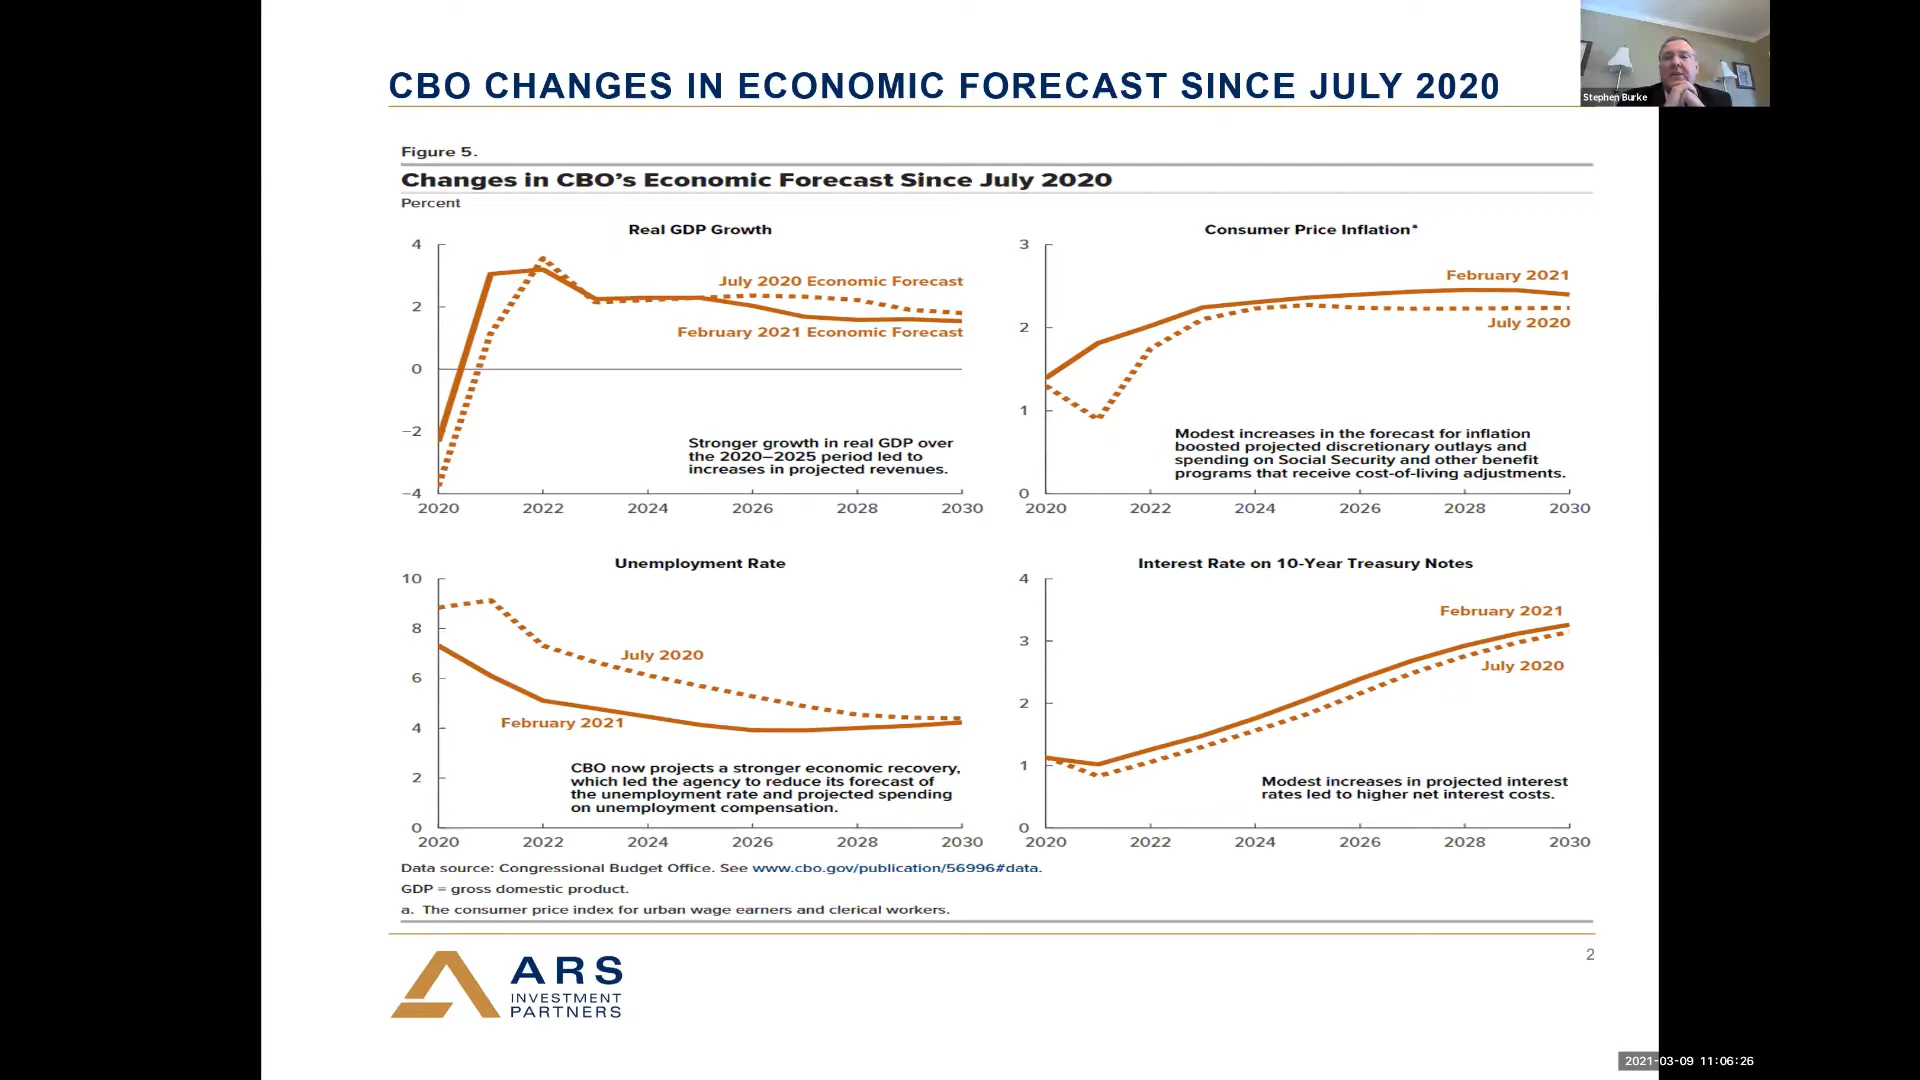 CBO CHANGES IN ECONOMIC FORECAST SINCE JULY 2020
Stephen Burke
Figure 5.
Changes in CBO's Economic Forecast Since July 2020
Percent
Real GDP Growth
4
2
0
−2
−4
2020 2022 2024 2026 2028 2030
July 2020 Economic Forecast
February 2021 Economic Forecast
Stronger growth in real GDP over
the 2020–2025 period led to
increases in projected revenues.
Consumer Price Inflationᵃ
3
2
1
0
2020 2022 2024 2026 2028 2030
February 2021
July 2020
Modest increases in the forecast for inflation
boosted projected discretionary outlays and
spending on Social Security and other benefit
programs that receive cost-of-living adjustments.
Unemployment Rate
10
8
6
4
2
0
2020 2022 2024 2026 2028 2030
July 2020
February 2021
CBO now projects a stronger economic recovery,
which led the agency to reduce its forecast of
the unemployment rate and projected spending
on unemployment compensation.
Interest Rate on 10-Year Treasury Notes
4
3
2
1
0
2020 2022 2024 2026 2028 2030
February 2021
July 2020
Modest increases in projected interest
rates led to higher net interest costs.
Data source: Congressional Budget Office. See www.cbo.gov/publication/56996#data.
GDP = gross domestic product.
a. The consumer price index for urban wage earners and clerical workers.
2
ARS
INVESTMENT
PARTNERS
2021-03-09 11:06:26